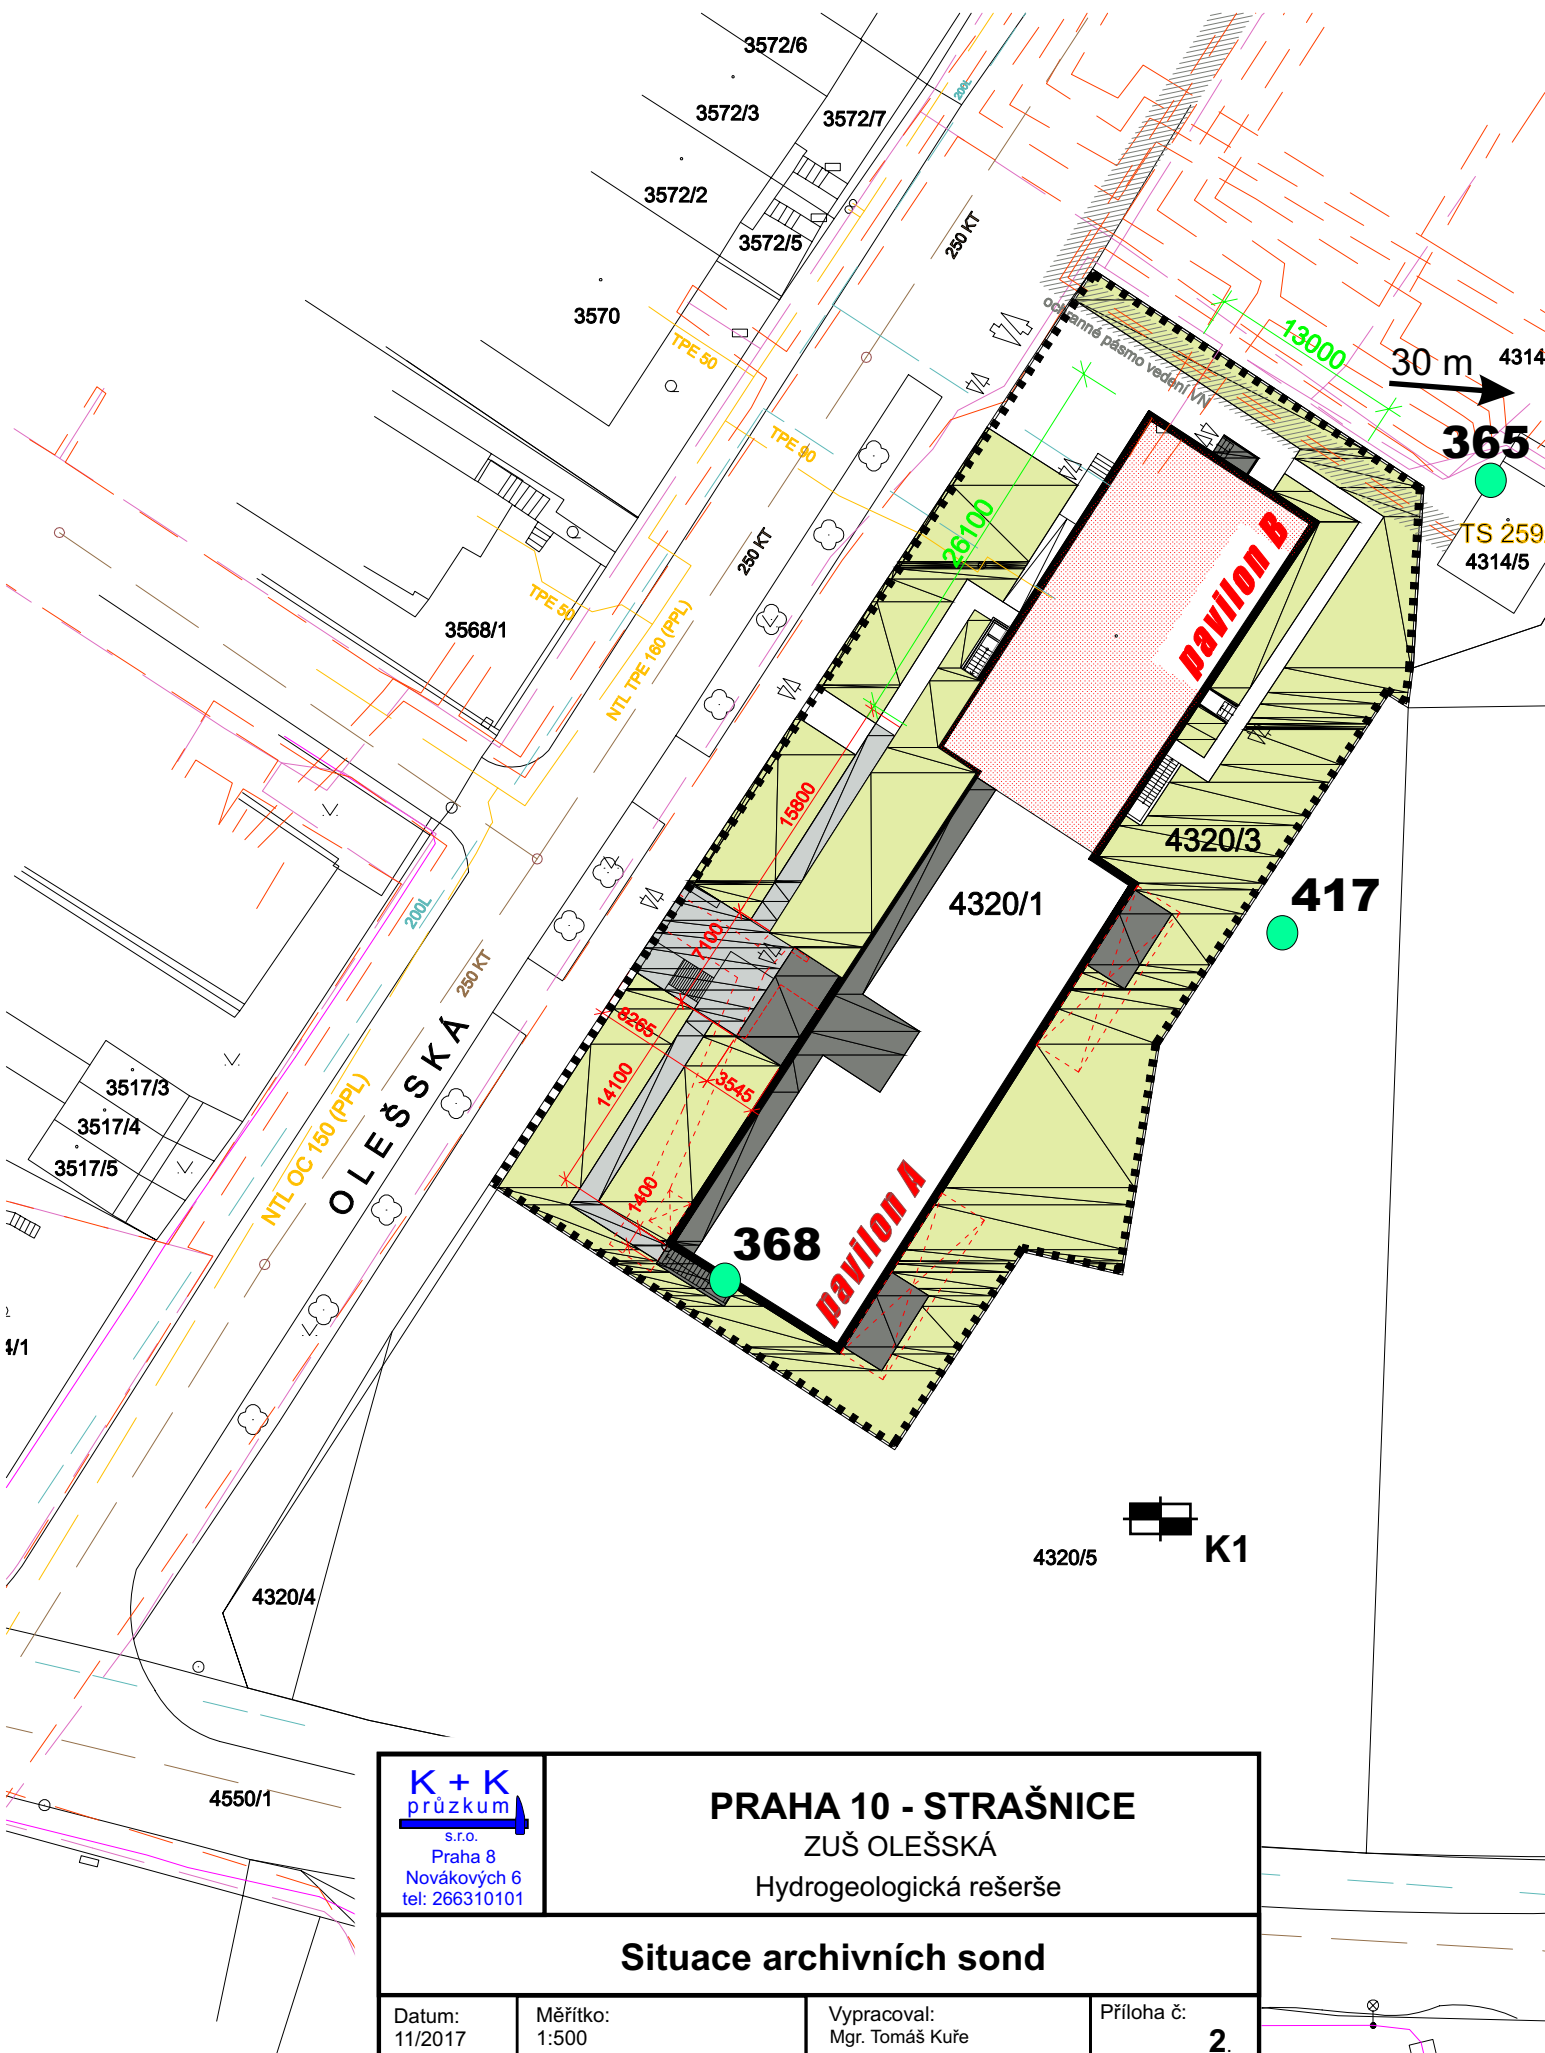 3572/6
3572/3
3572/7
200L
3572/2
3572/5
250 KT
3570
TPE 50
ochranné pásmo vedení VN
13000
30 m
4314
365
TPE 90
TS 259
4314/5
26100
250 KT
pavilon B
TPE 50
3568/1
NTL TPE 160 (PPL)
15800
4320/3
417
4320/1
200L
7100
250 KT
8265
OLEŠSKÁ
3517/3
14100
3545
3517/4
NTL OC 150 (PPL)
3517/5
1400
pavilon A
368
4/1
K1
4320/5
4320/4
4550/1
K + K
průzkum
s.r.o.
Praha 8
Novákových 6
tel: 266310101
PRAHA 10 - STRAŠNICE
ZUŠ OLEŠSKÁ
Hydrogeologická rešerše
Situace archivních sond
Datum:
11/2017
Měřítko:
1:500
Vypracoval:
Mgr. Tomáš Kuře
Příloha č:
2.